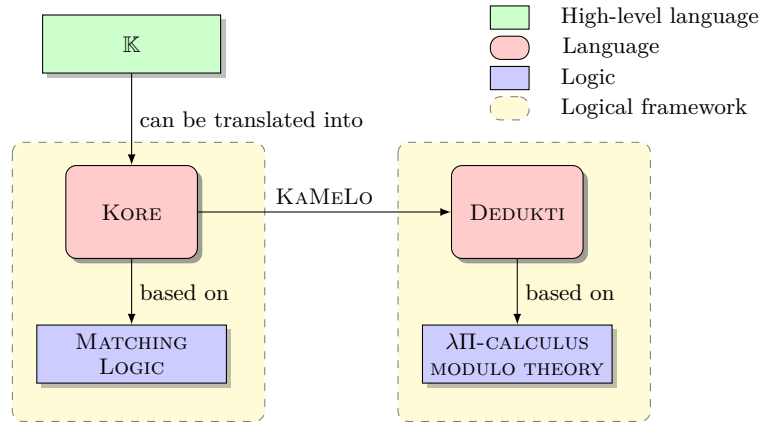 𝕂
High-level language
Language
Logic
Logical framework
can be translated into
KORE
KAMELO
DEDUKTI
based on
based on
MATCHING
LOGIC
λΠ-CALCULUS
MODULO THEORY